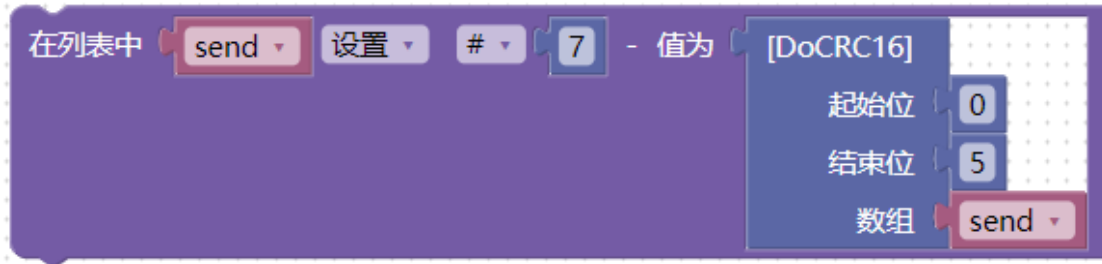 在列表中 send 设置 # 7 - 值为 [DoCRC16]
起始位 0
结束位 5
数组 send